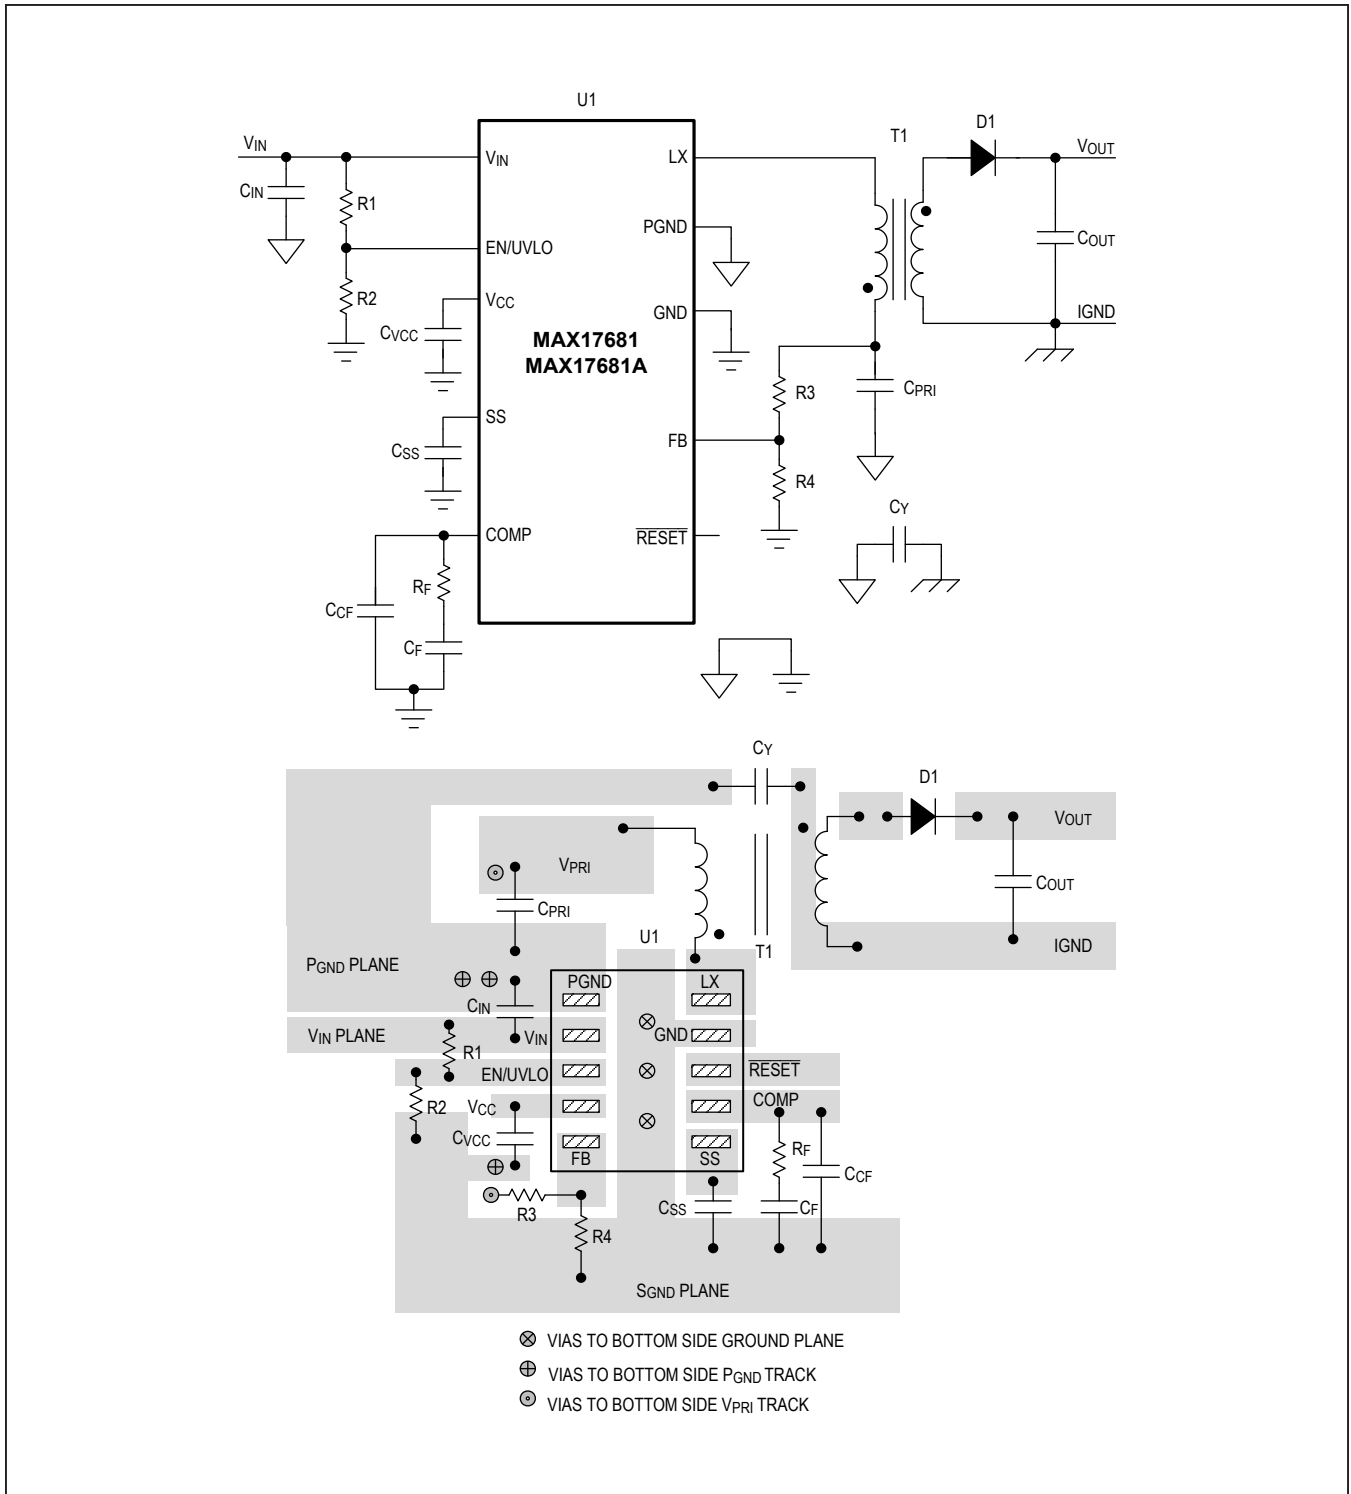 U1
VIN
CIN
R1
R2
VIN
EN/UVLO
VCC
CVCC
SS
CSS
COMP
RF
CCF
CF
MAX17681
MAX17681A
LX
PGND
GND
FB
RESET
T1
D1
VOUT
COUT
IGND
R3
R4
CPRI
CY
CY
D1
VOUT
VPRI
COUT
CPRI
U1
T1
IGND
PGND PLANE
PGND
LX
CIN
VIN PLANE
VIN
GND
R1
EN/UVLO
RESET
R2
VCC
COMP
CVCC
FB
SS
RF
CCF
R3
CSS
CF
R4
SGND PLANE
VIAS TO BOTTOM SIDE GROUND PLANE
VIAS TO BOTTOM SIDE PGND TRACK
VIAS TO BOTTOM SIDE VPRI TRACK